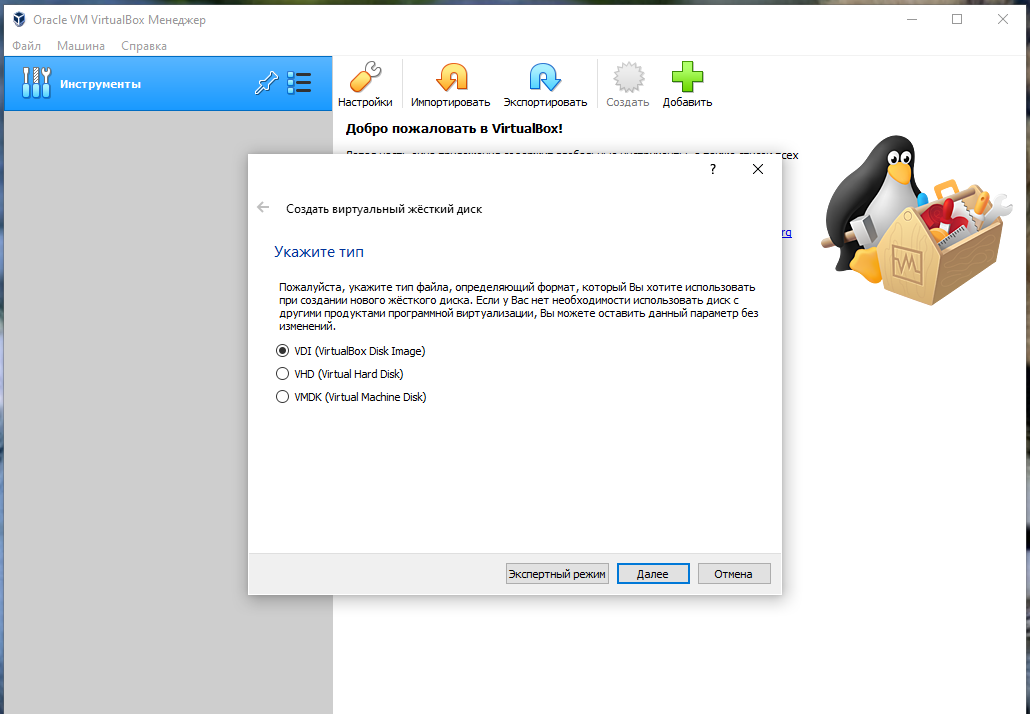 Oracle VM VirtualBox Менеджер
Файл Машина Справка
Инструменты
Настройки Импортировать Экспортировать Создать Добавить
Добро пожаловать в VirtualBox!
всех
?
Создать виртуальный жёсткий диск
Укажите тип
Пожалуйста, укажите тип файла, определяющий формат, который Вы хотите использовать
при создании нового жёсткого диска. Если у Вас нет необходимости использовать диск с
другими продуктами программной виртуализации, Вы можете оставить данный параметр без
изменений.
VDI (VirtualBox Disk Image)
VHD (Virtual Hard Disk)
VMDK (Virtual Machine Disk)
Экспертный режим Далее Отмена